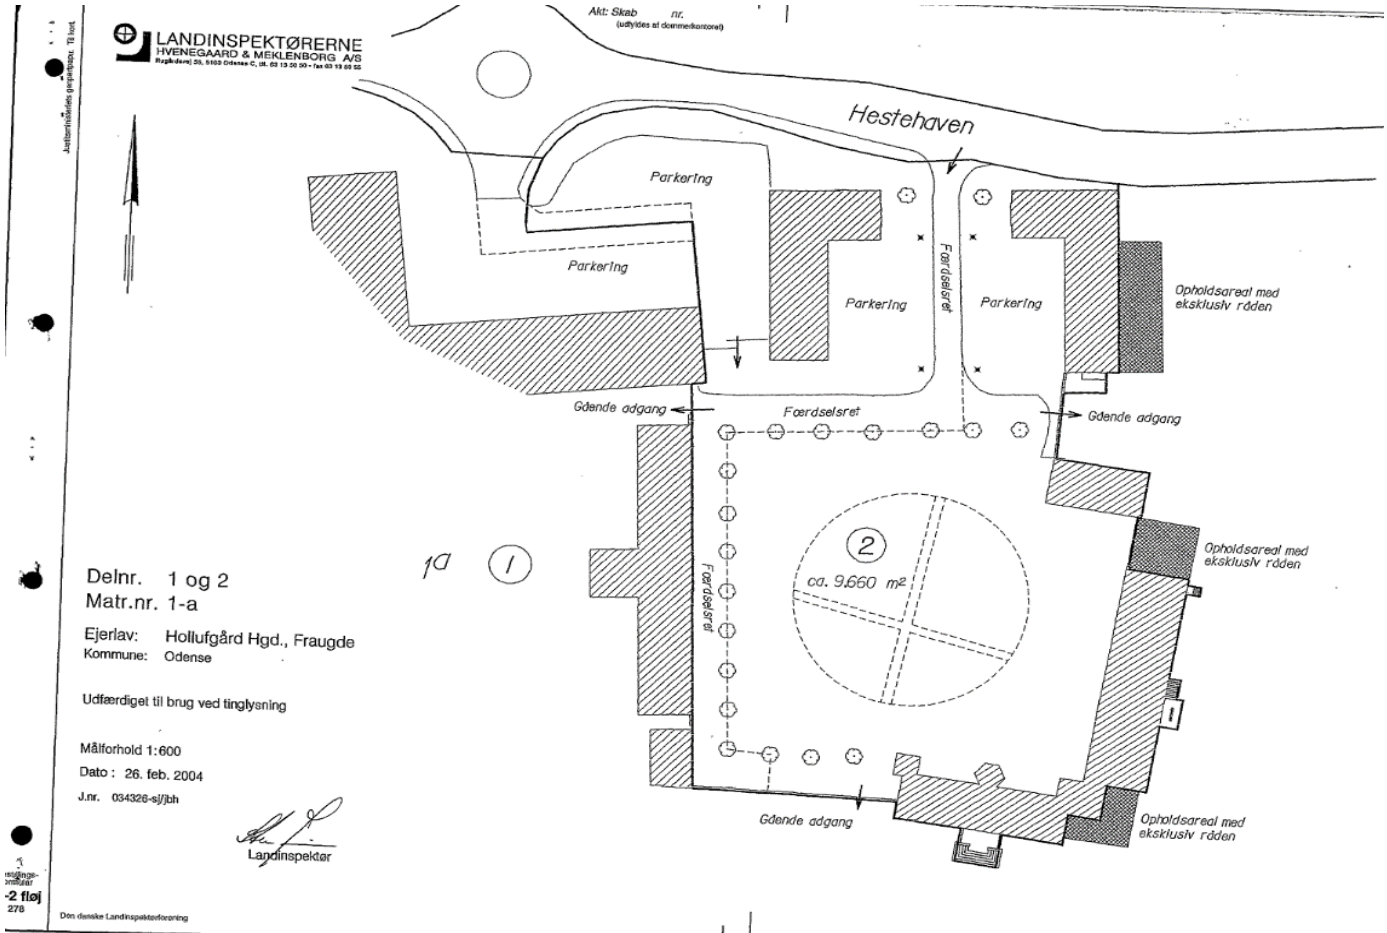 Akt: Skab nr.
(udfyldes af dommerkontoret)
LANDINSPEKTØRERNE
HVENEGAARD & MEKLENBORG A/S
Hestehaven
Parkering
Parkering
Færdselsret
Parkering
Parkering
Opholdsareal med
eksklusiv råden
Gående adgang
Færdselsret
Gående adgang
2
ca. 9.660 m²
1a
1
Færdselsret
Opholdsareal med
eksklusiv råden
Delnr. 1 og 2
Matr.nr. 1-a
Ejerlav: Hollufgård Hgd., Fraugde
Kommune: Odense
Udfærdiget til brug ved tinglysning
Målforhold 1:600
Dato : 26. feb. 2004
J.nr. 034326-sj/jbh
Landinspektør
Gående adgang
Opholdsareal med
eksklusiv råden
-2 fløj
278
Den danske Landinspektørforening